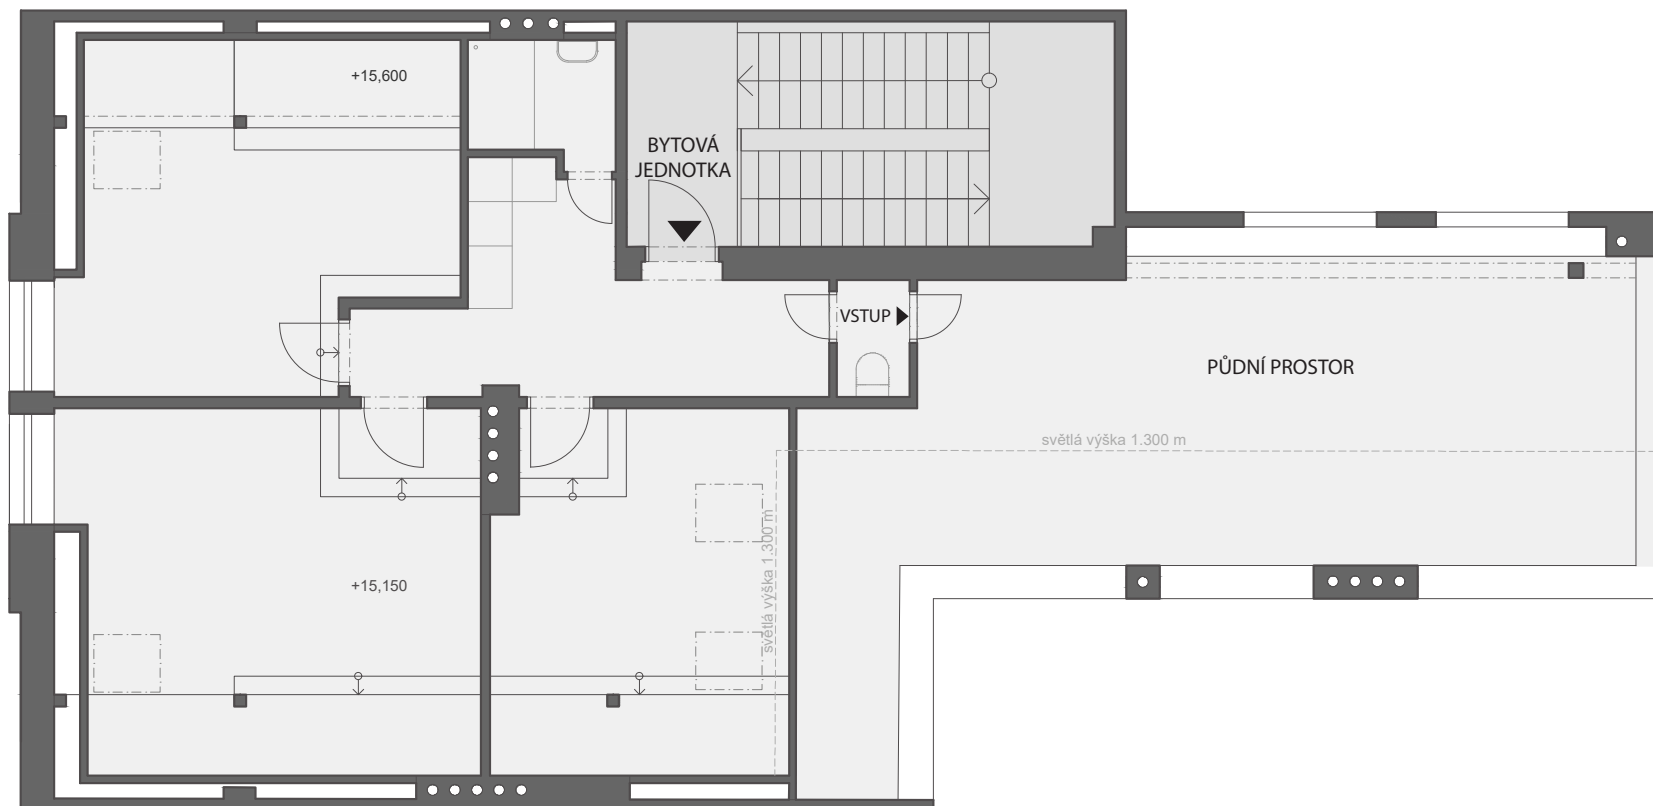 +15,600
BYTOVÁ
JEDNOTKA
VSTUP
PŮDNÍ PROSTOR
světlá výška 1.300 m
světlá výška 1.300 m
+15,150